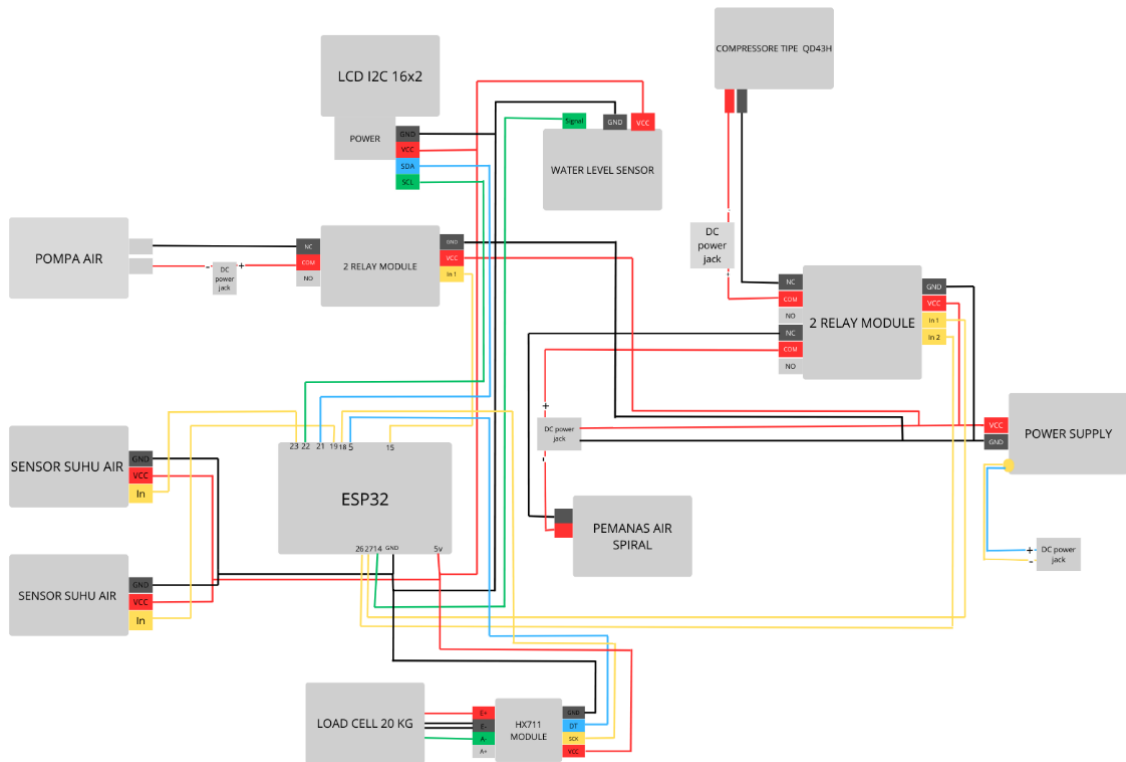 COMPRESSORE TIPE QD43H
LCD I2C 16x2
POWER
GND
VCC
SDA
SCL
Signal
GND
VCC
WATER LEVEL SENSOR
POMPA AIR
-
+
DC
power
jack
NC
COM
NO
2 RELAY MODULE
GND
VCC
In 1
DC
power
jack
NC
COM
NO
NC
COM
NO
2 RELAY MODULE
GND
VCC
In 1
In 2
SENSOR SUHU AIR
GND
VCC
In
SENSOR SUHU AIR
GND
VCC
In
23 22 21 19 18 5 15
ESP32
26 27 14 GND 5v
+
DC power
jack
-
PEMANAS AIR
SPIRAL
VCC
GND
POWER SUPPLY
+
-
DC power
jack
LOAD CELL 20 KG
E+
E-
A-
A+
HX711
MODULE
GND
DT
SCK
VCC